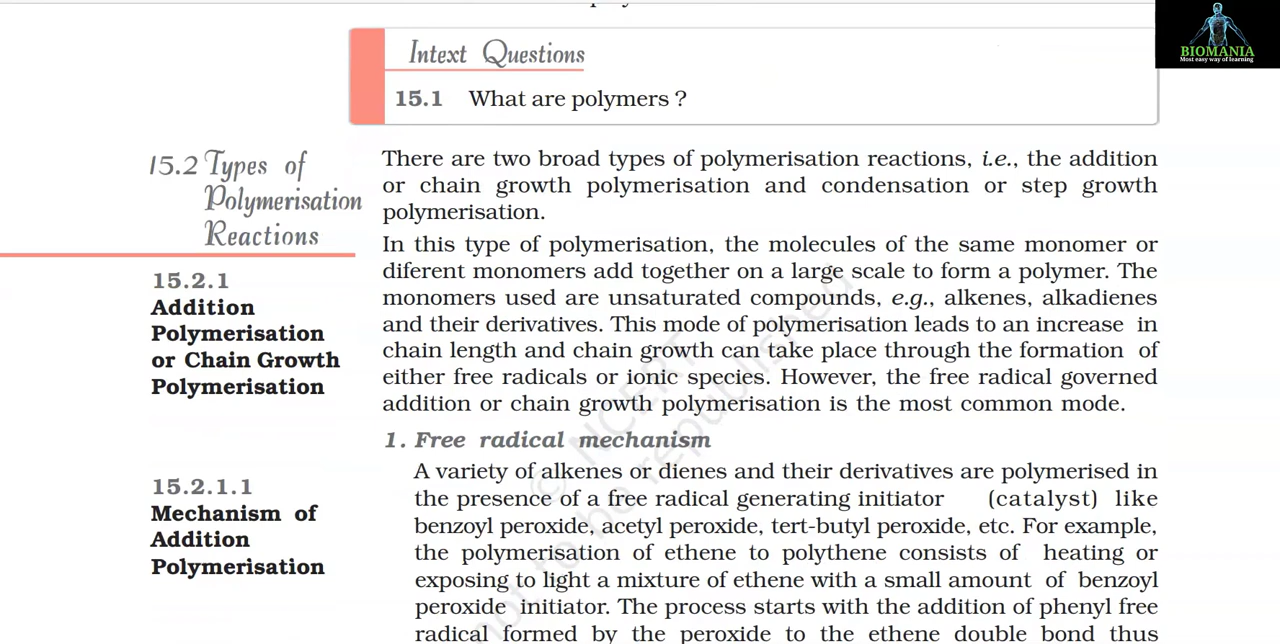 BIOMANIA
Most easy way of learning
Intext Questions
15.1 What are polymers ?
15.2 Types of
Polymerisation
Reactions
There are two broad types of polymerisation reactions, i.e., the addition
or chain growth polymerisation and condensation or step growth
polymerisation.
15.2.1
Addition
Polymerisation
or Chain Growth
Polymerisation
In this type of polymerisation, the molecules of the same monomer or
diferent monomers add together on a large scale to form a polymer. The
monomers used are unsaturated compounds, e.g., alkenes, alkadienes
and their derivatives. This mode of polymerisation leads to an increase in
chain length and chain growth can take place through the formation of
either free radicals or ionic species. However, the free radical governed
addition or chain growth polymerisation is the most common mode.
15.2.1.1
Mechanism of
Addition
Polymerisation
1. Free radical mechanism
A variety of alkenes or dienes and their derivatives are polymerised in
the presence of a free radical generating initiator (catalyst) like
benzoyl peroxide, acetyl peroxide, tert-butyl peroxide, etc. For example,
the polymerisation of ethene to polythene consists of heating or
exposing to light a mixture of ethene with a small amount of benzoyl
peroxide initiator. The process starts with the addition of phenyl free
radical formed by the peroxide to the ethene double bond thus
© NCERT
not to be republished